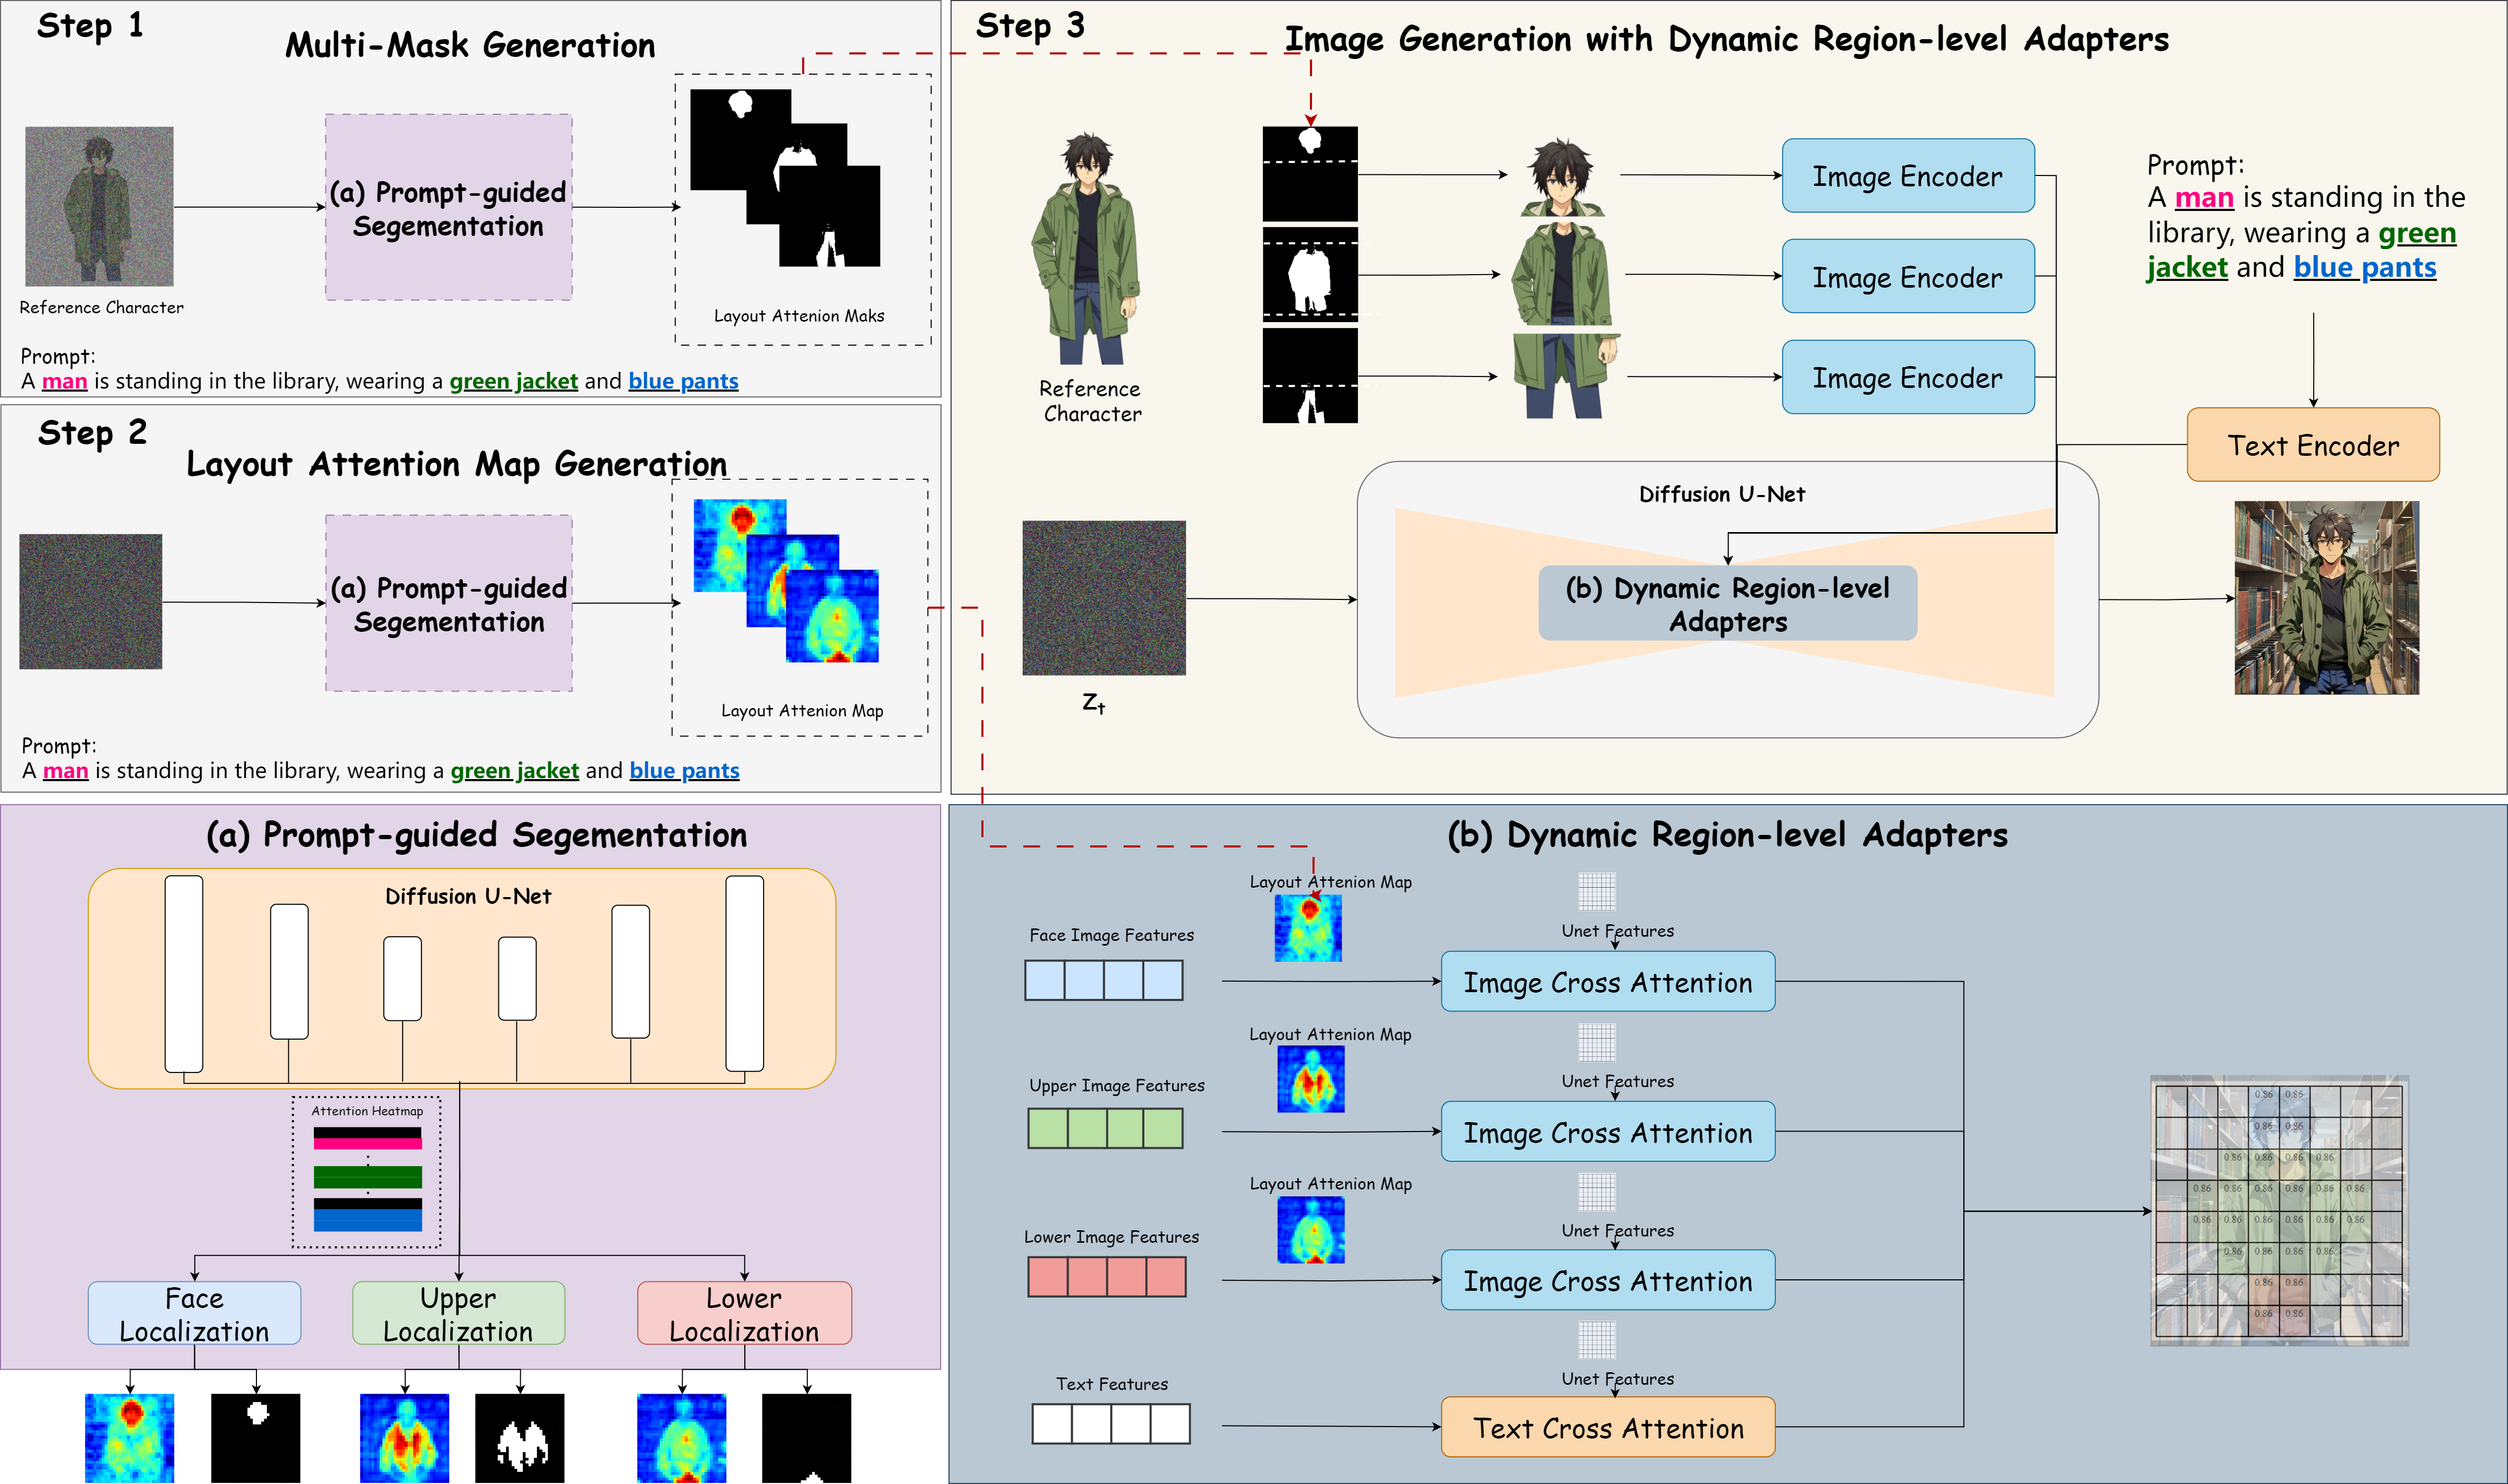 Step 1
Multi-Mask Generation
(a) Prompt-guided
Segementation
Reference Character
Layout Attenion Maks
Prompt:
A man is standing in the library, wearing a green jacket and blue pants
Step 2
Layout Attention Map Generation
(a) Prompt-guided
Segementation
Layout Attenion Map
Prompt:
A man is standing in the library, wearing a green jacket and blue pants
Step 3
Image Generation with Dynamic Region-level Adapters
Reference
Character
Image Encoder
Image Encoder
Image Encoder
Prompt:
A man is standing in the
library, wearing a green
jacket and blue pants
Text Encoder
Diffusion U-Net
(b) Dynamic Region-level
Adapters
Zt
(a) Prompt-guided Segementation
Diffusion U-Net
Attention Heatmap
Face
Localization
Upper
Localization
Lower
Localization
(b) Dynamic Region-level Adapters
Layout Attenion Map
Face Image Features
Unet Features
Image Cross Attention
Layout Attenion Map
Upper Image Features
Unet Features
Image Cross Attention
Layout Attenion Map
Lower Image Features
Unet Features
Image Cross Attention
Text Features
Unet Features
Text Cross Attention
0.86 0.86
0.86 0.86
0.86 0.86 0.86 0.86
0.86 0.86 0.86 0.86 0.86 0.86
0.86 0.86 0.86 0.86 0.86 0.86
0.86 0.86 0.86 0.86
0.86 0.86
0.86 0.86